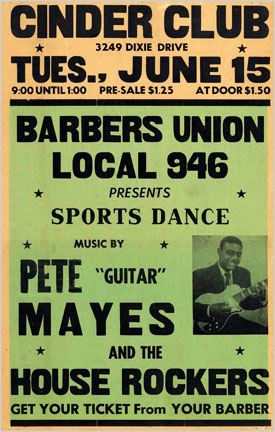 CINDER CLUB
3249 DIXIE DRIVE
TUES., JUNE 15
9:00 UNTIL 1:00 PRE-SALE $1.25 AT DOOR $1.50
BARBERS UNION
LOCAL 946
PRESENTS
SPORTS DANCE
MUSIC BY
PETE "GUITAR"
MAYES
AND THE
HOUSE ROCKERS
GET YOUR TICKET From YOUR BARBER